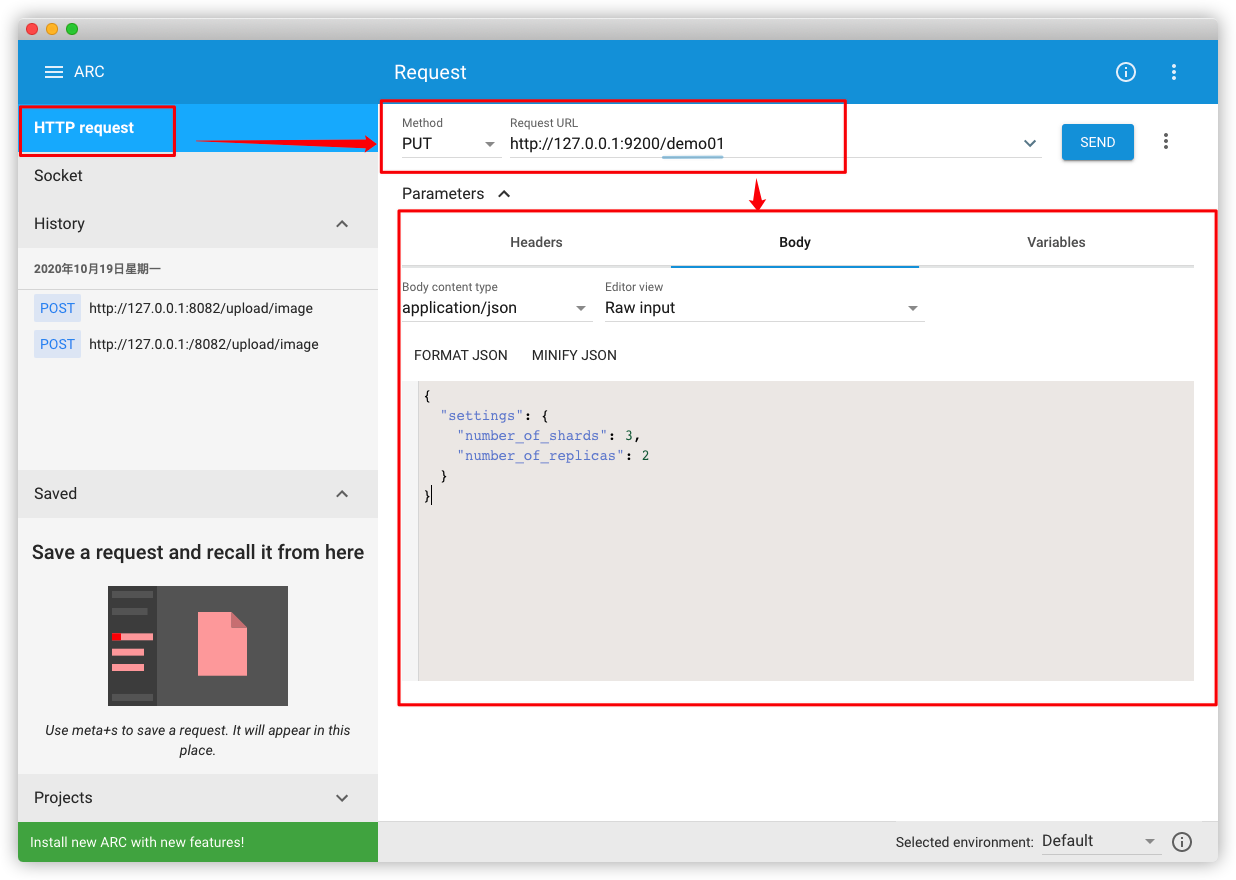 ARC
Request
HTTP request
Socket
History
2020年10月19日星期一
POST http://127.0.0.1:8082/upload/image
POST http://127.0.0.1:/8082/upload/image
Saved
Save a request and recall it from here
Use meta+s to save a request. It will appear in this
place.
Projects
Install new ARC with new features!
Method
PUT
Request URL
http://127.0.0.1:9200/demo01
SEND
Parameters
Headers
Body
Variables
Body content type
application/json
Editor view
Raw input
FORMAT JSON
MINIFY JSON
{
  "settings": {
    "number_of_shards": 3,
    "number_of_replicas": 2
  }
}
Selected environment: Default